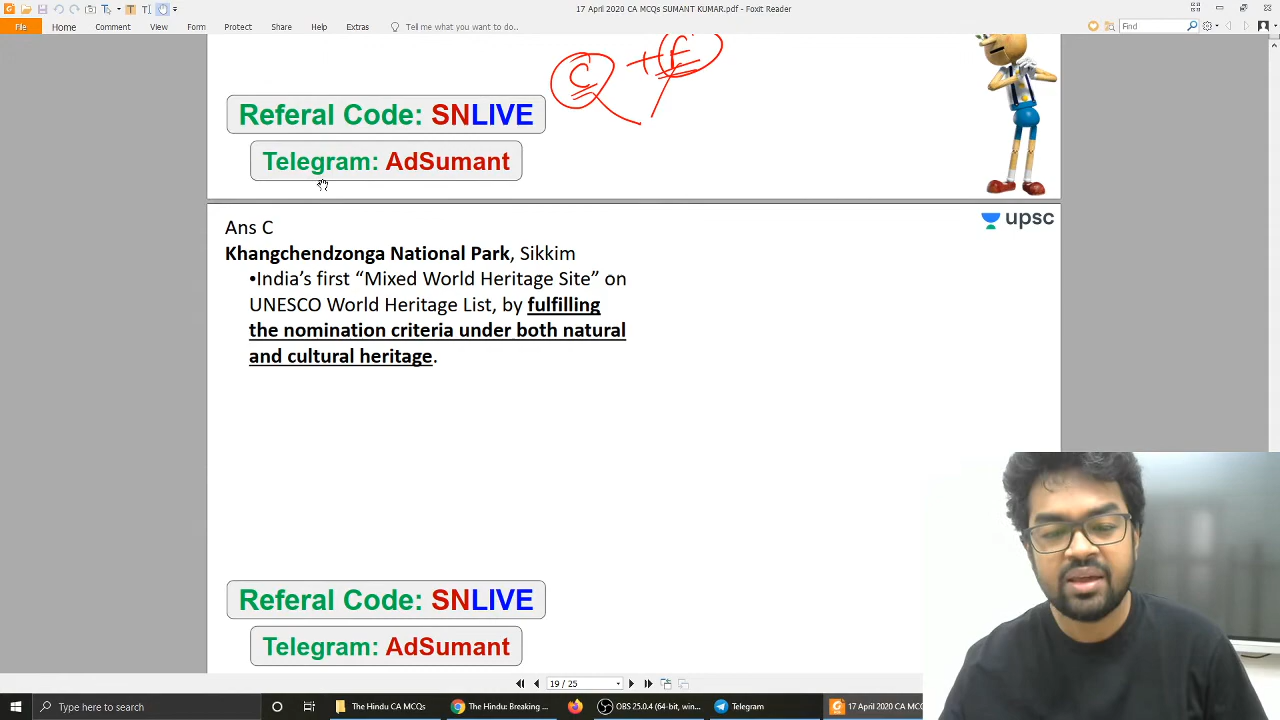 17 April 2020 CA MCQs SUMANT KUMAR.pdf - Foxit Reader
File Home Comment View Form Protect Share Help Extras Tell me what you want to do... Find
C + F
Referal Code: SNLIVE
Telegram: AdSumant
Ans C
upsc
Khangchendzonga National Park, Sikkim
•India's first “Mixed World Heritage Site” on
UNESCO World Heritage List, by fulfilling
the nomination criteria under both natural
and cultural heritage.
Referal Code: SNLIVE
Telegram: AdSumant
19 / 25
Type here to search The Hindu CA MCQs The Hindu: Breaking ... OBS 25.0.4 (64-bit, win... Telegram 17 April 2020 CA MC